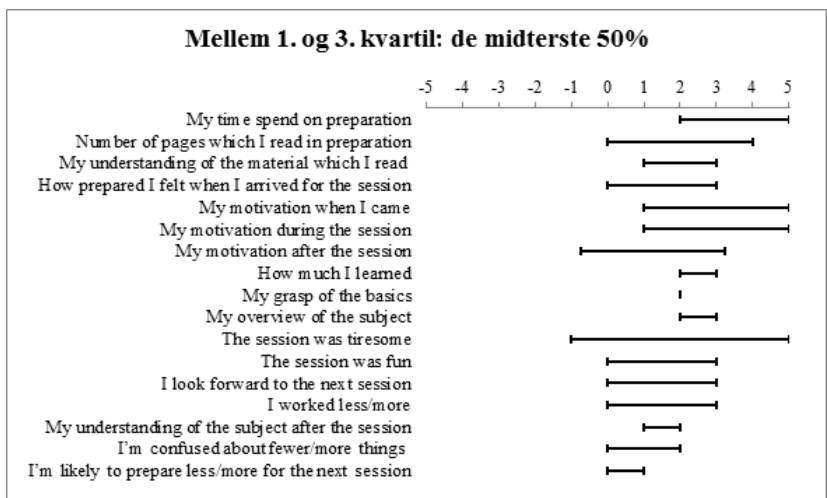 Mellem 1. og 3. kvartil: de midterste 50%
-5 -4 -3 -2 -1 0 1 2 3 4 5
My time spend on preparation
Number of pages which I read in preparation
My understanding of the material which I read
How prepared I felt when I arrived for the session
My motivation when I came
My motivation during the session
My motivation after the session
How much I learned
My grasp of the basics
My overview of the subject
The session was tiresome
The session was fun
I look forward to the next session
I worked less/more
My understanding of the subject after the session
I'm confused about fewer/more things
I'm likely to prepare less/more for the next session